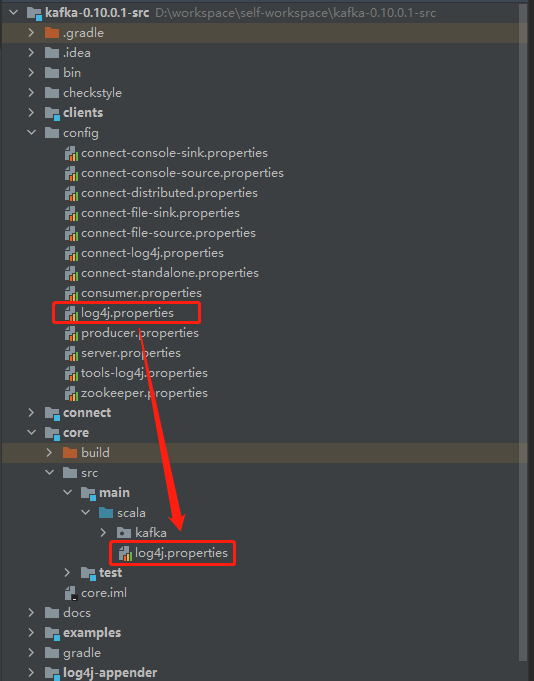 kafka-0.10.0.1-src D:\workspace\self-workspace\kafka-0.10.0.1-src
.gradle
.idea
bin
checkstyle
clients
config
connect-console-sink.properties
connect-console-source.properties
connect-distributed.properties
connect-file-sink.properties
connect-file-source.properties
connect-log4j.properties
connect-standalone.properties
consumer.properties
log4j.properties
producer.properties
server.properties
tools-log4j.properties
zookeeper.properties
connect
core
build
src
main
scala
kafka
log4j.properties
test
core.iml
docs
examples
gradle
log4j-appender